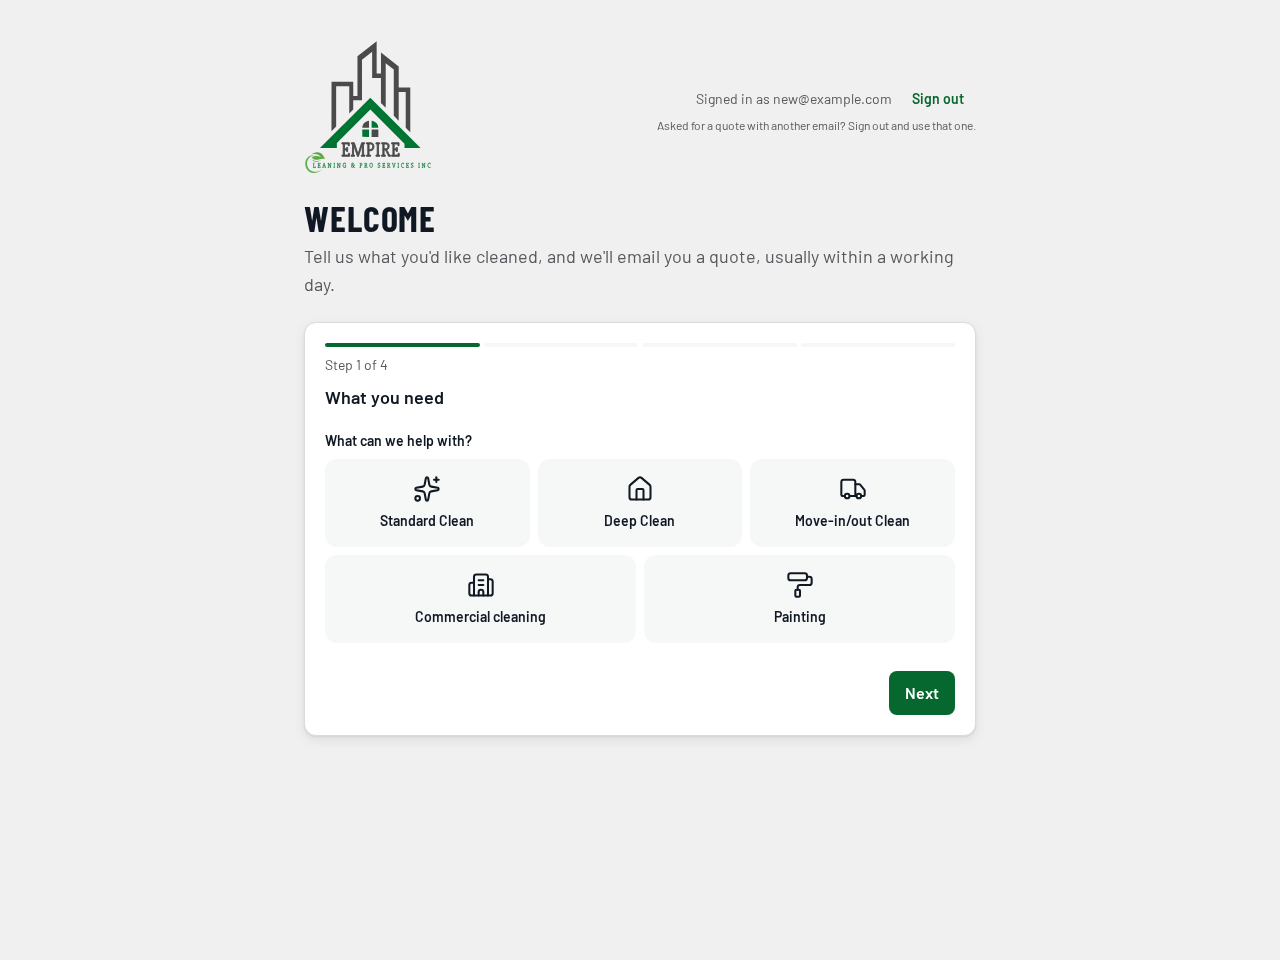 EMPIRE
LEANING & PRO SERVICES INC
Signed in as new@example.com
Sign out
Asked for a quote with another email? Sign out and use that one.
WELCOME
Tell us what you'd like cleaned, and we'll email you a quote, usually within a working
day.
Step 1 of 4
What you need
What can we help with?
Standard Clean
Deep Clean
Move-in/out Clean
Commercial cleaning
Painting
Next